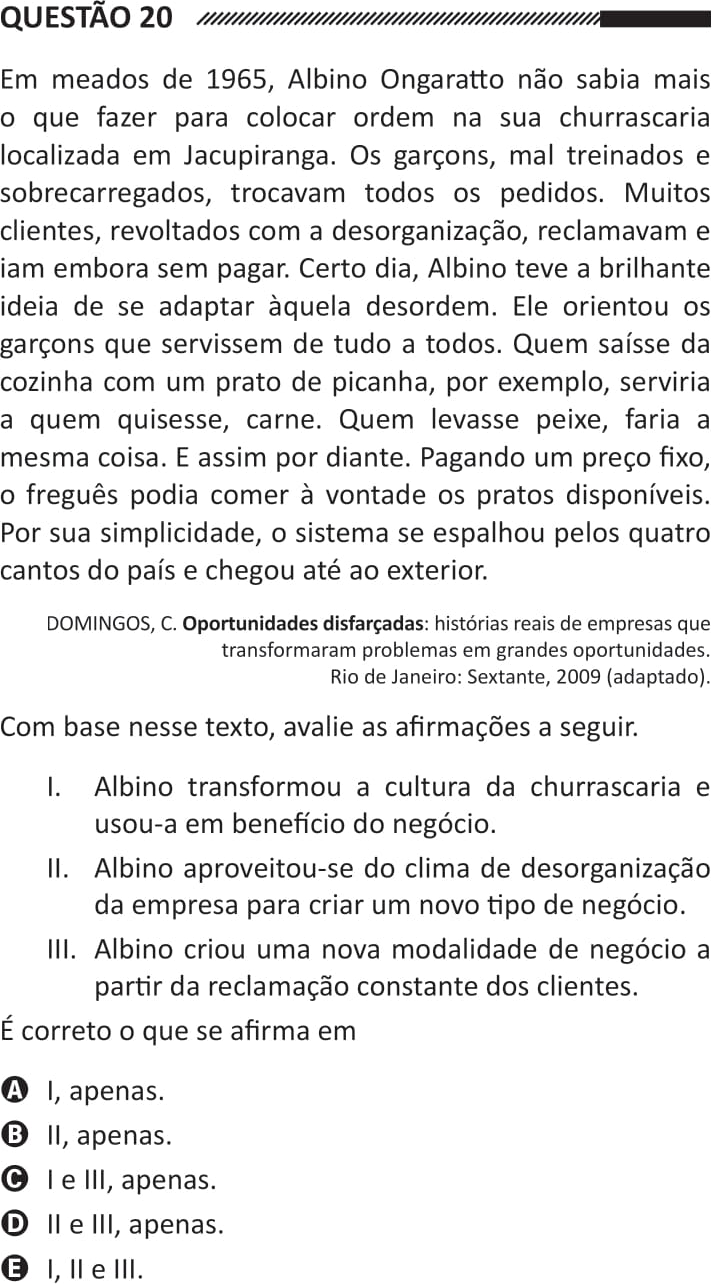 QUESTÃO 20
Em meados de 1965, Albino Ongaratto não sabia mais
o que fazer para colocar ordem na sua churrascaria
localizada em Jacupiranga. Os garçons, mal treinados e
sobrecarregados, trocavam todos os pedidos. Muitos
clientes, revoltados com a desorganização, reclamavam e
iam embora sem pagar. Certo dia, Albino teve a brilhante
ideia de se adaptar àquela desordem. Ele orientou os
garçons que servissem de tudo a todos. Quem saísse da
cozinha com um prato de picanha, por exemplo, serviria
a quem quisesse, carne. Quem levasse peixe, faria a
mesma coisa. E assim por diante. Pagando um preço fixo,
o freguês podia comer à vontade os pratos disponíveis.
Por sua simplicidade, o sistema se espalhou pelos quatro
cantos do país e chegou até ao exterior.
DOMINGOS, C. Oportunidades disfarçadas: histórias reais de empresas que
transformaram problemas em grandes oportunidades.
Rio de Janeiro: Sextante, 2009 (adaptado).
Com base nesse texto, avalie as afirmações a seguir.
I. Albino transformou a cultura da churrascaria e
usou-a em benefício do negócio.
II. Albino aproveitou-se do clima de desorganização
da empresa para criar um novo tipo de negócio.
III. Albino criou uma nova modalidade de negócio a
partir da reclamação constante dos clientes.
É correto o que se afirma em
A I, apenas.
B II, apenas.
C I e III, apenas.
D II e III, apenas.
E I, II e III.